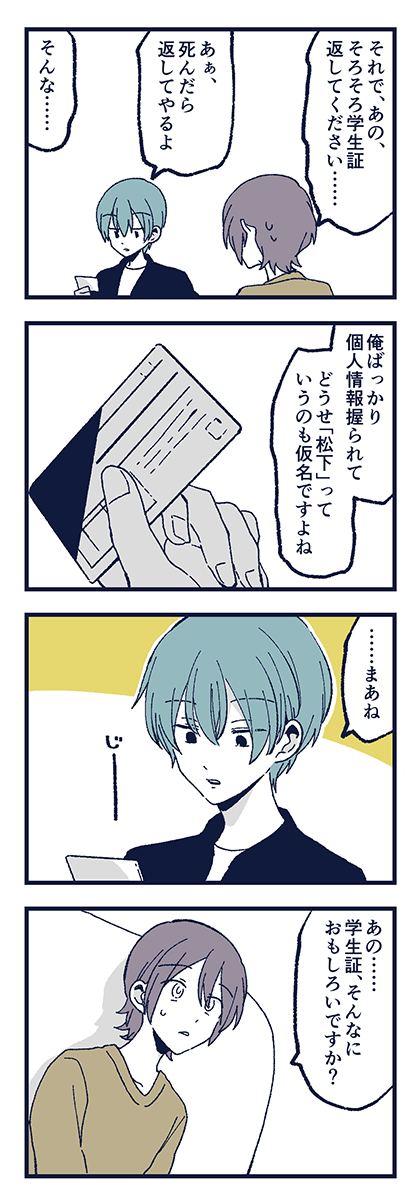 それで、あの、
そろそろ学生証
返してください……
あぁ、
死んだら
返してやるよ
そんな……
俺ばっかり
個人情報握られて
どうせ「松下」って
いうのも仮名ですよね
……まあね
じ――
あの……
学生証、そんなに
おもしろいですか？